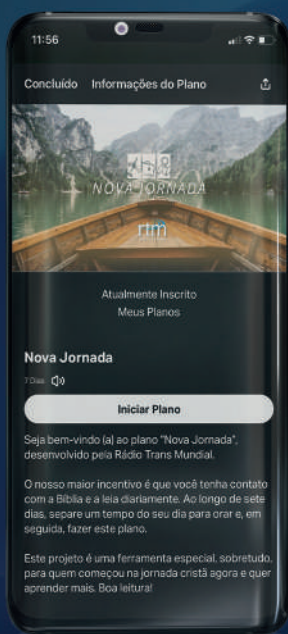 11:56
Concluído Informações do Plano
NOVA JORNADA
rtm
Atualmente Inscrito
Meus Planos
Nova Jornada
7 Dias
Iniciar Plano
Seja bem-vindo (a) ao plano "Nova Jornada",
desenvolvido pela Rádio Trans Mundial.
O nosso maior incentivo é que você tenha contato
com a Bíblia e a leia diariamente. Ao longo de sete
dias, separe um tempo do seu dia para orar e, em
seguida, fazer este plano.
Este projeto é uma ferramenta especial, sobretudo,
para quem começou na jornada cristã agora e quer
aprender mais. Boa leitura!